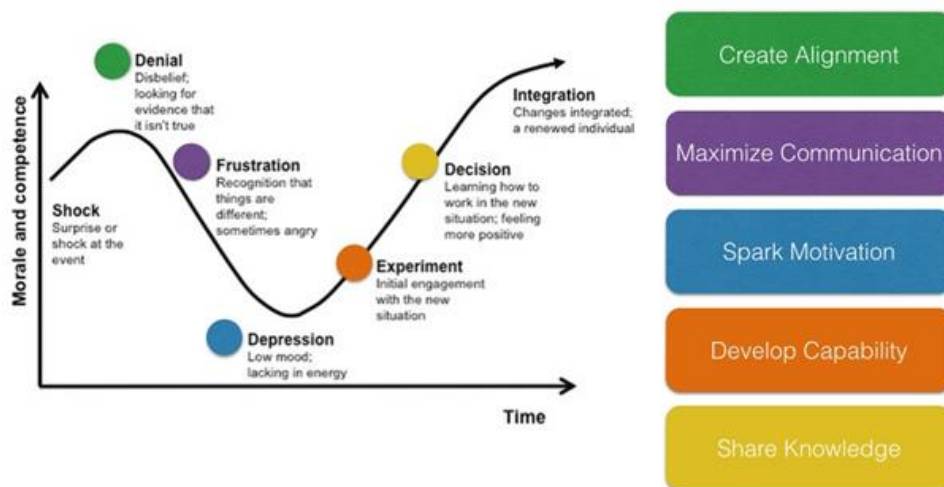 Morale and competence
Shock
Surprise or
shock at the
event
Denial
Disbelief;
looking for
evidence that
it isn't true
Frustration
Recognition that
things are
different;
sometimes angry
Depression
Low mood;
lacking in energy
Experiment
Initial engagement
with the new
situation
Decision
Learning how to
work in the new
situation; feeling
more positive
Integration
Changes integrated;
a renewed individual
Time
Create Alignment
Maximize Communication
Spark Motivation
Develop Capability
Share Knowledge